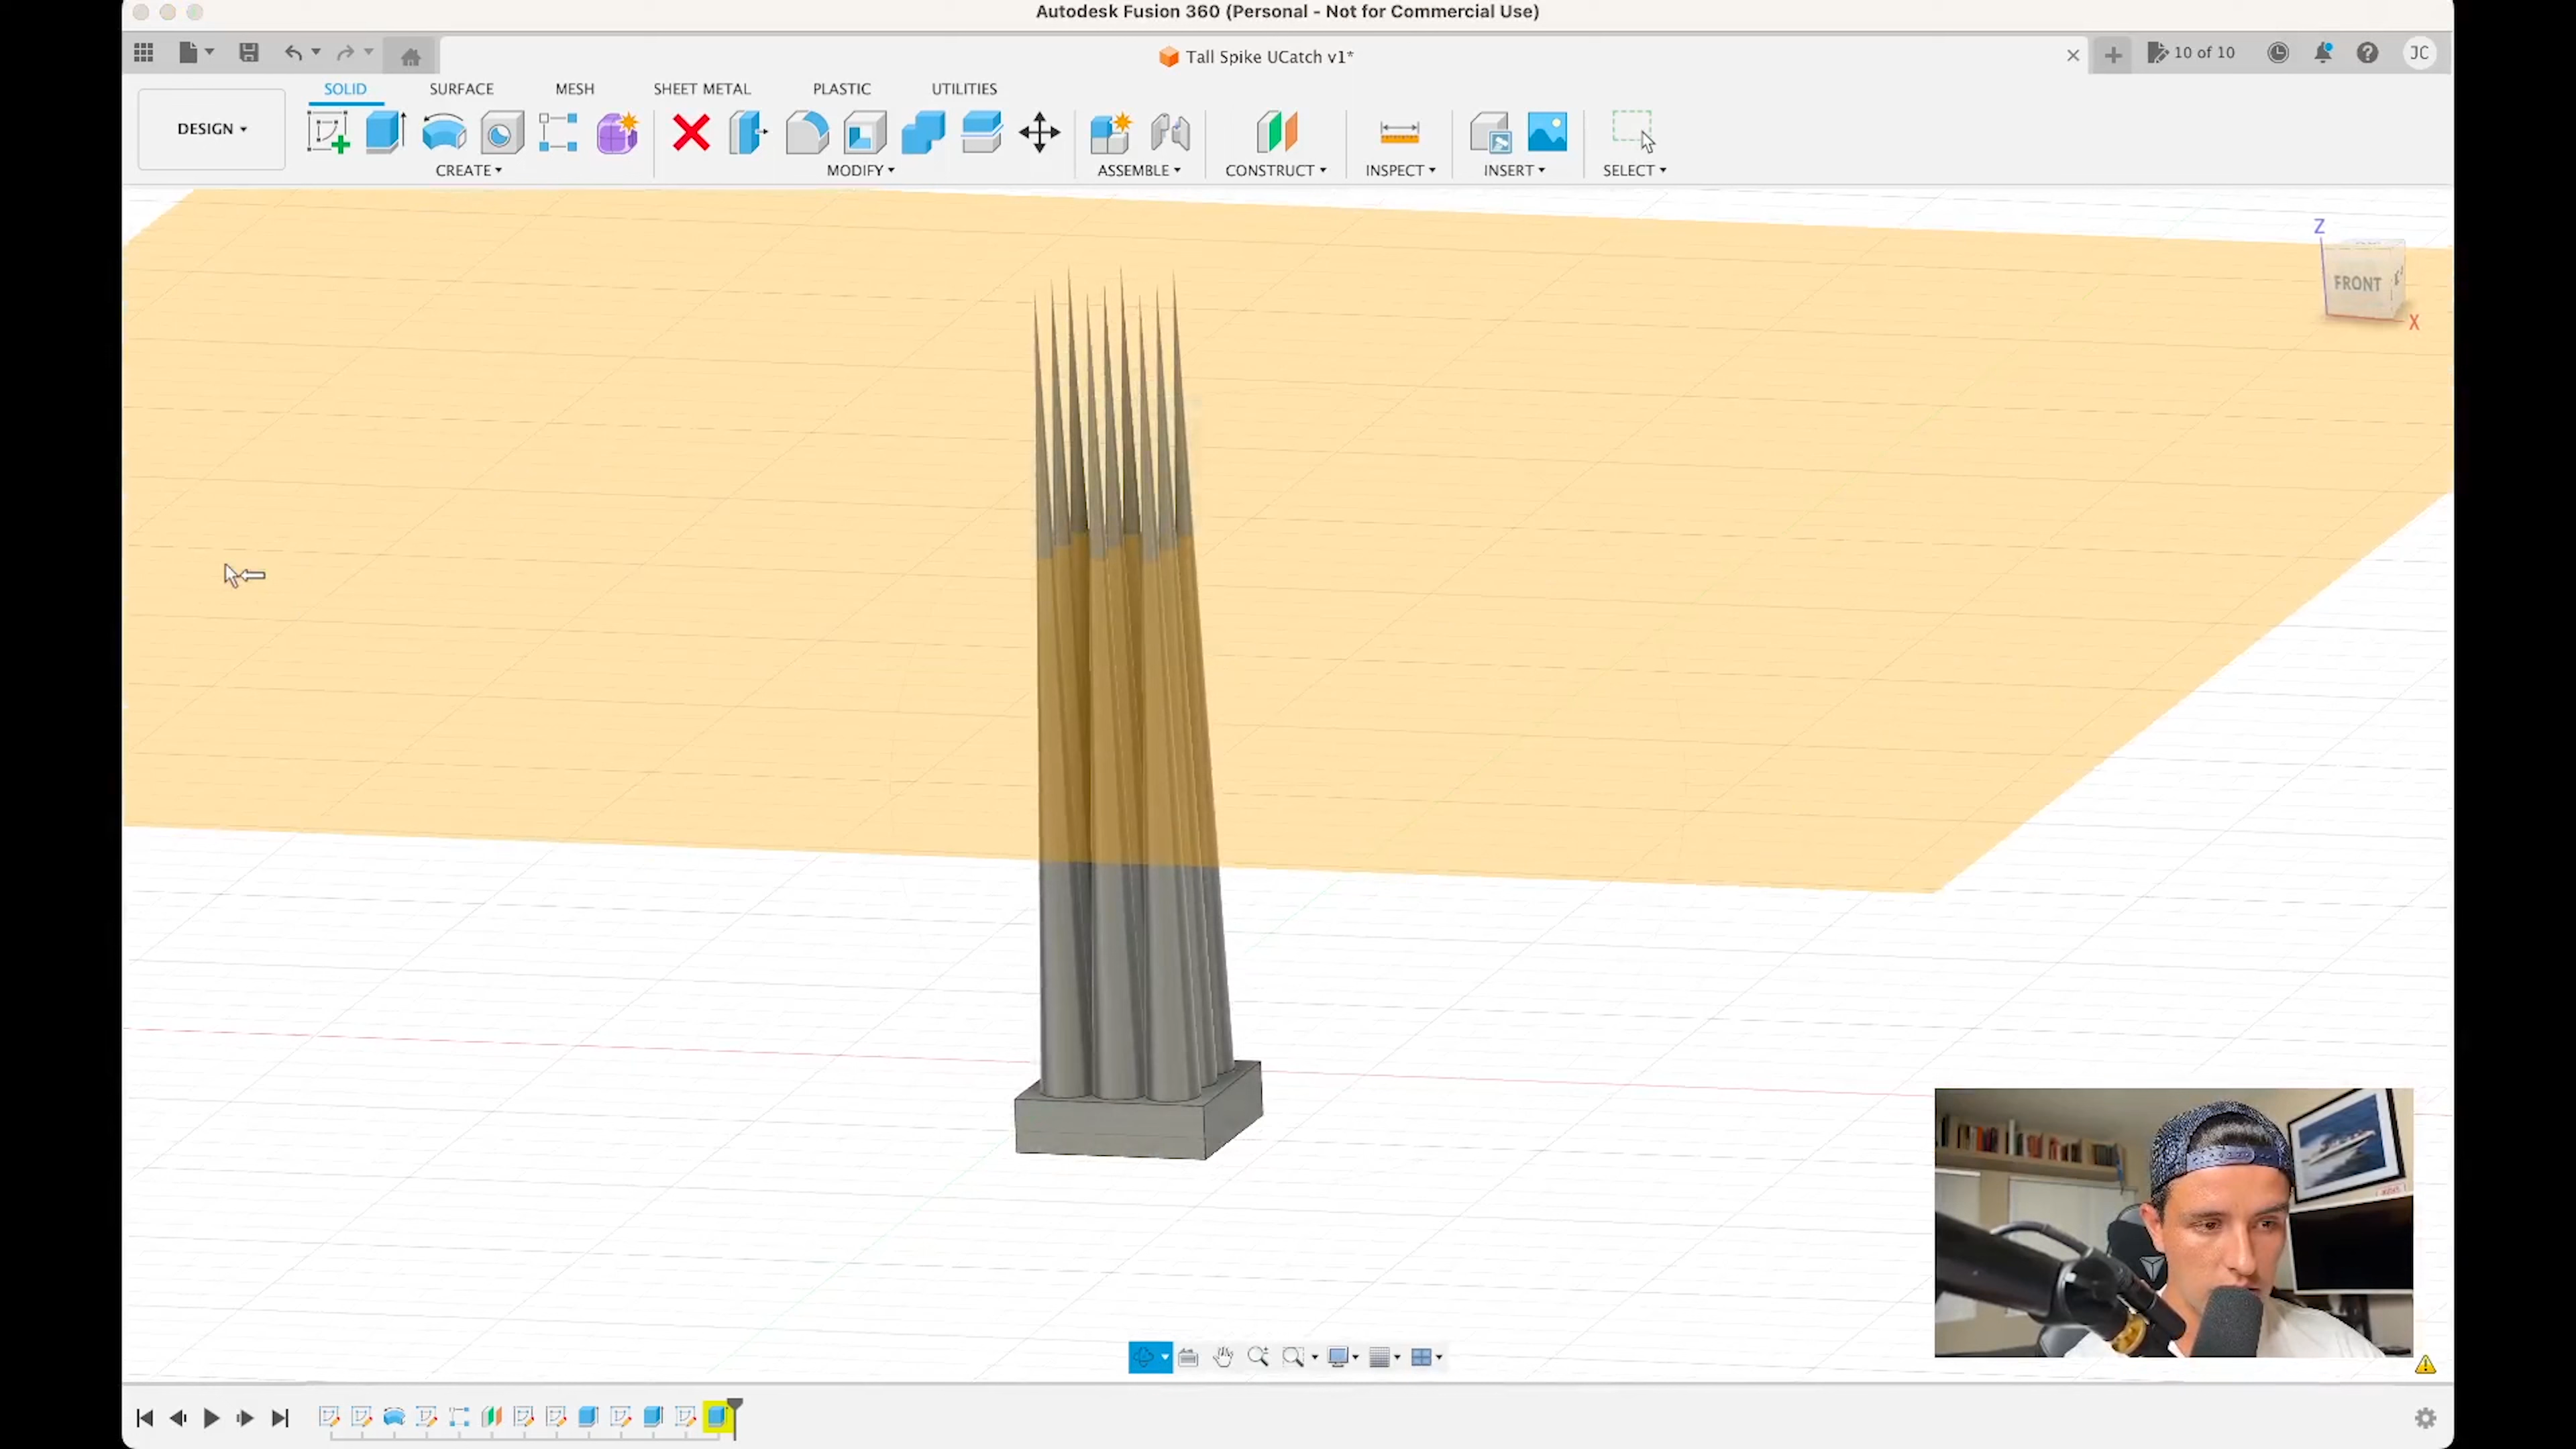 Autodesk Fusion 360 (Personal - Not for Commercial Use)
Tall Spike UCatch v1*
10 of 10
JC
DESIGN
SOLID
SURFACE
MESH
SHEET METAL
PLASTIC
UTILITIES
CREATE
MODIFY
ASSEMBLE
CONSTRUCT
INSPECT
INSERT
SELECT
Z
FRONT
X